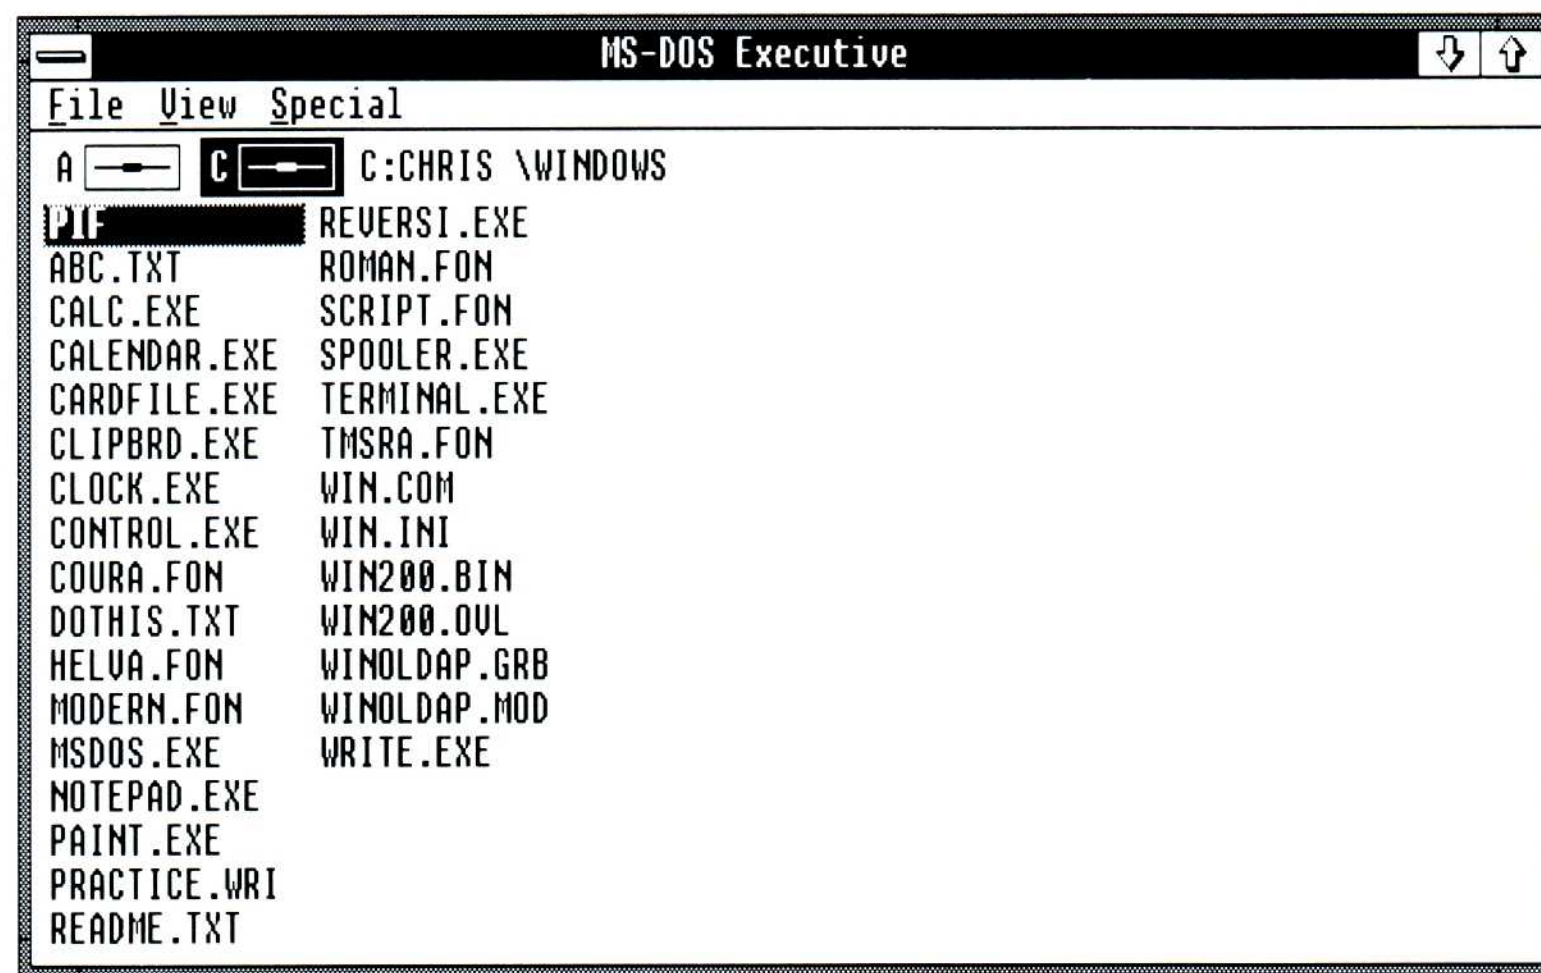 MS-DOS Executive
File View Special
A C C:CHRIS \WINDOWS
PIF
ABC.TXT
CALC.EXE
CALENDAR.EXE
CARDFILE.EXE
CLIPBRD.EXE
CLOCK.EXE
CONTROL.EXE
COURA.FON
DOTHIS.TXT
HELVA.FON
MODERN.FON
MSDOS.EXE
NOTEPAD.EXE
PAINT.EXE
PRACTICE.WRI
README.TXT
REVERSI.EXE
ROMAN.FON
SCRIPT.FON
SPOOLER.EXE
TERMINAL.EXE
TMSRA.FON
WIN.COM
WIN.INI
WIN200.BIN
WIN200.OVL
WINOLDAP.GRB
WINOLDAP.MOD
WRITE.EXE